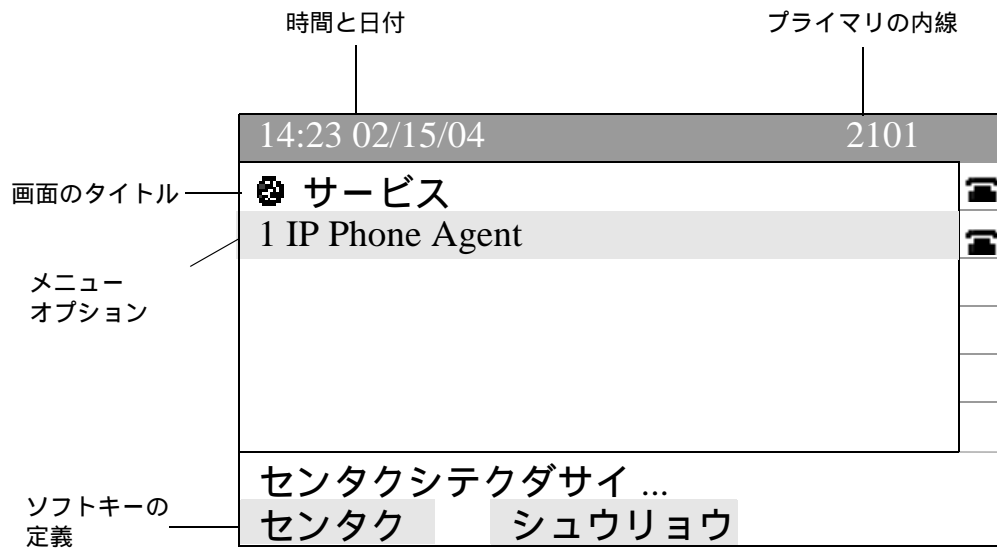 時間と日付
プライマリの内線
14:23 02/15/04 2101
画面のタイトル
サービス
1 IP Phone Agent
メニュー
オプション
センタクシテクダサイ ...
ソフトキーの
定義
センタク シュウリョウ